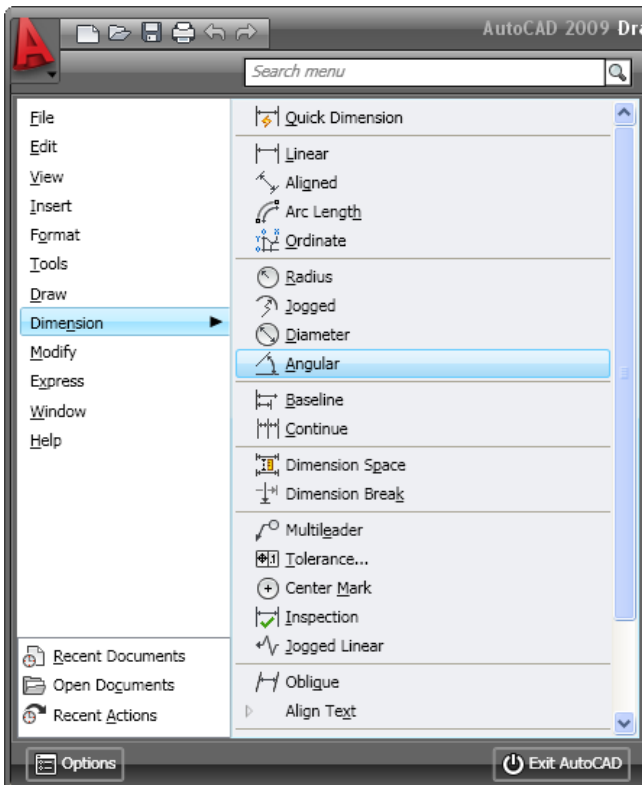 AutoCAD 2009 Dra
Search menu
File
Edit
View
Insert
Format
Tools
Draw
Dimension
Modify
Express
Window
Help
Recent Documents
Open Documents
Recent Actions
Quick Dimension
Linear
Aligned
Arc Length
Ordinate
Radius
Jogged
Diameter
Angular
Baseline
Continue
Dimension Space
Dimension Break
Multileader
Tolerance...
Center Mark
Inspection
Jogged Linear
Oblique
Align Text
Options
Exit AutoCAD